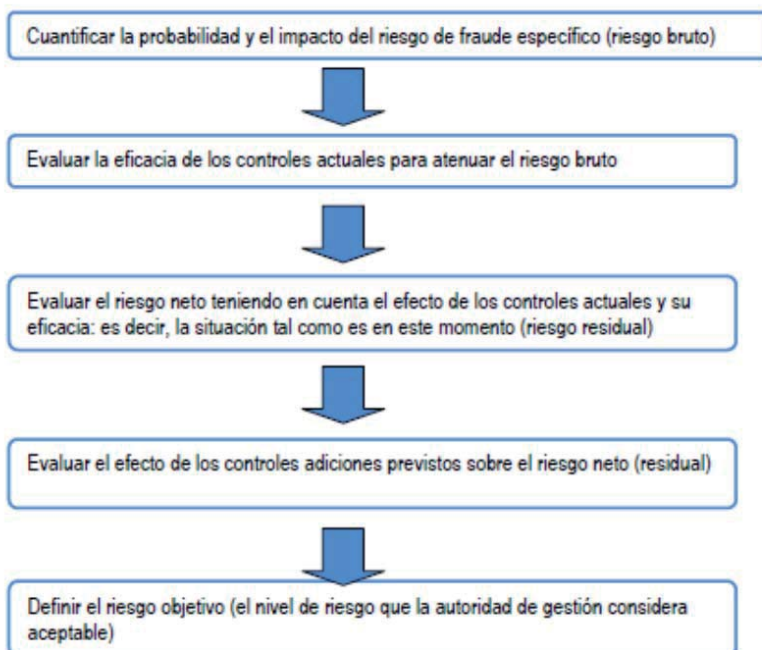 Cuantificar la probabilidad y el impacto del riesgo de fraude específico (riesgo bruto)
Evaluar la eficacia de los controles actuales para atenuar el riesgo bruto
Evaluar el riesgo neto teniendo en cuenta el efecto de los controles actuales y su
eficacia: es decir, la situación tal como es en este momento (riesgo residual)
Evaluar el efecto de los controles adiciones previstos sobre el riesgo neto (residual)
Definir el riesgo objetivo (el nivel de riesgo que la autoridad de gestión considera
aceptable)